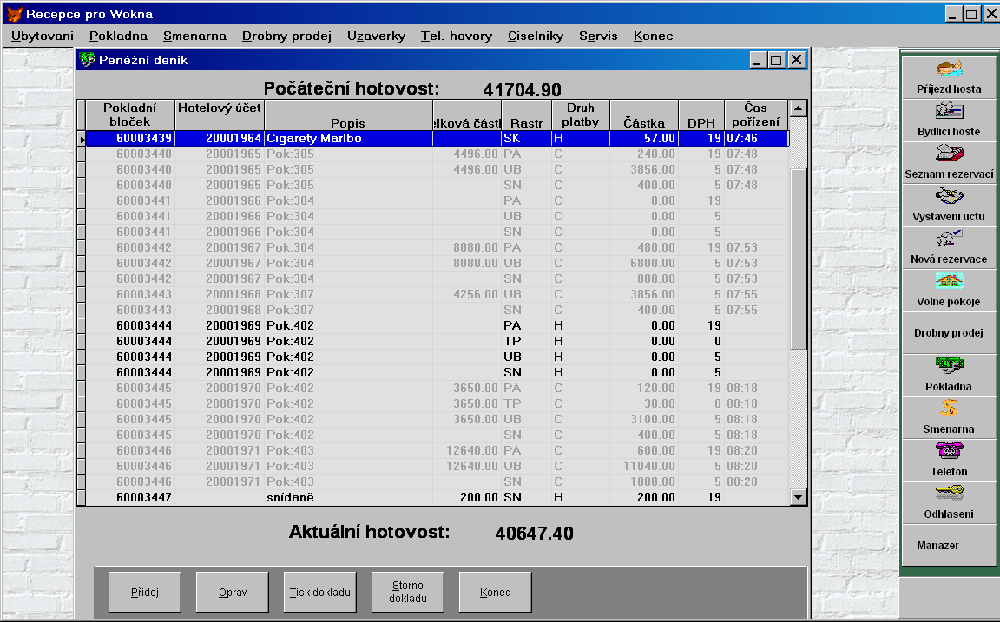 Recepce pro Wokna
Ubytovani Pokladna Smenarna Drobny prodej Uzaverky Tel. hovory Ciselniky Servis Konec
Peněžní deník
Počáteční hotovost: 41704.90
Pokladní bloček Hotelový účet Popis lková část Rastr Druh platby Částka DPH Čas pořízení
60003439 20001964 Cigarety Marlbo SK H 57.00 19 07:46
60003440 20001965 Pok:305 4496.00 PA C 240.00 19 07:48
60003440 20001965 Pok:305 4496.00 UB C 3856.00 5 07:48
60003440 20001965 Pok:305 SN C 400.00 5 07:48
60003441 20001966 Pok:304 PA C 0.00 19
60003441 20001966 Pok:304 UB C 0.00 5
60003441 20001966 Pok:304 SN C 0.00 5
60003442 20001967 Pok:304 8080.00 PA C 480.00 19 07:53
60003442 20001967 Pok:304 8080.00 UB C 6800.00 5 07:53
60003442 20001967 Pok:304 SN C 800.00 5 07:53
60003443 20001968 Pok:307 4256.00 UB C 3856.00 5 07:55
60003443 20001968 Pok:307 SN C 400.00 5 07:55
60003444 20001969 Pok:402 PA H 0.00 19
60003444 20001969 Pok:402 TP H 0.00 0
60003444 20001969 Pok:402 UB H 0.00 5
60003444 20001969 Pok:402 SN H 0.00 5
60003445 20001970 Pok:402 3650.00 PA C 120.00 19 08:18
60003445 20001970 Pok:402 3650.00 TP C 30.00 0 08:18
60003445 20001970 Pok:402 3650.00 UB C 3100.00 5 08:18
60003445 20001970 Pok:402 SN C 400.00 5 08:18
60003446 20001971 Pok:403 12640.00 PA C 600.00 19 08:20
60003446 20001971 Pok:403 12640.00 UB C 11040.00 5 08:20
60003446 20001971 Pok:403 SN C 1000.00 5 08:20
60003447 snídaně 200.00 SN H 200.00 19
Aktuální hotovost: 40647.40
Přidej
Oprav
Tisk dokladu
Storno
dokladu
Konec
Příjezd hosta
Bydlici hoste
Seznam rezervací
Vystaveni uctu
Nová rezervace
Volne pokoje
Drobny prodej
Pokladna
Smenarna
Telefon
Odhlaseni
Manazer